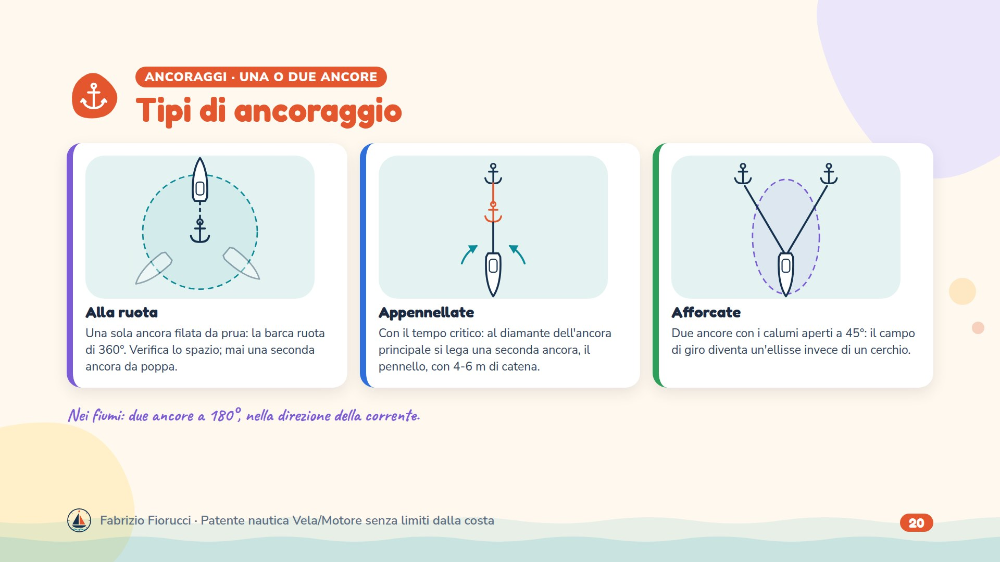 ANCORAGGI · UNA O DUE ANCORE
Tipi di ancoraggio
Alla ruota
Una sola ancora filata da prua: la barca ruota
di 360°. Verifica lo spazio; mai una seconda
ancora da poppa.
Appennellate
Con il tempo critico: al diamante dell'ancora
principale si lega una seconda ancora, il
pennello, con 4-6 m di catena.
Afforcate
Due ancore con i calumi aperti a 45°: il campo
di giro diventa un'ellisse invece di un cerchio.
Nei fiumi: due ancore a 180°, nella direzione della corrente.
Fabrizio Fiorucci · Patente nautica Vela/Motore senza limiti dalla costa
20